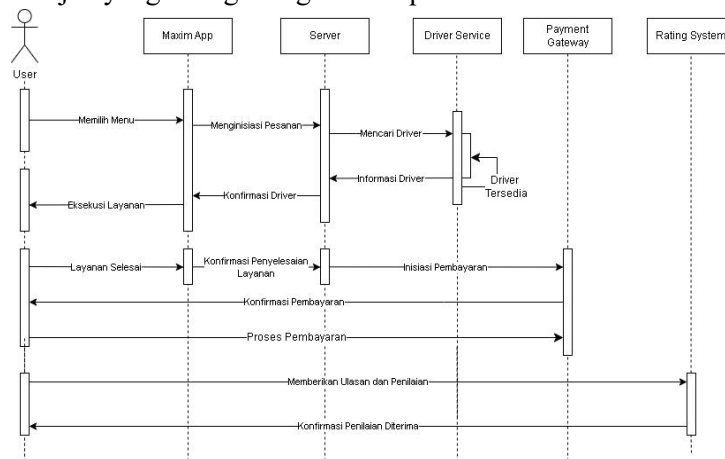 yang
Maxim App
Server
Driver Service
Payment
Gateway
Rating System
User
Memilih Menu
Menginisiasi Pesanan
Mencari Driver
Driver
Tersedia
Informasi Driver
Konfirmasi Driver
Eksekusi Layanan
Layanan Selesai
Konfirmasi Penyelesaian
Layanan
Inisiasi Pembayaran
Konfirmasi Pembayaran
Proses Pembayaran
Memberikan Ulasan dan Penilaian
Konfirmasi Penilaian Diterima